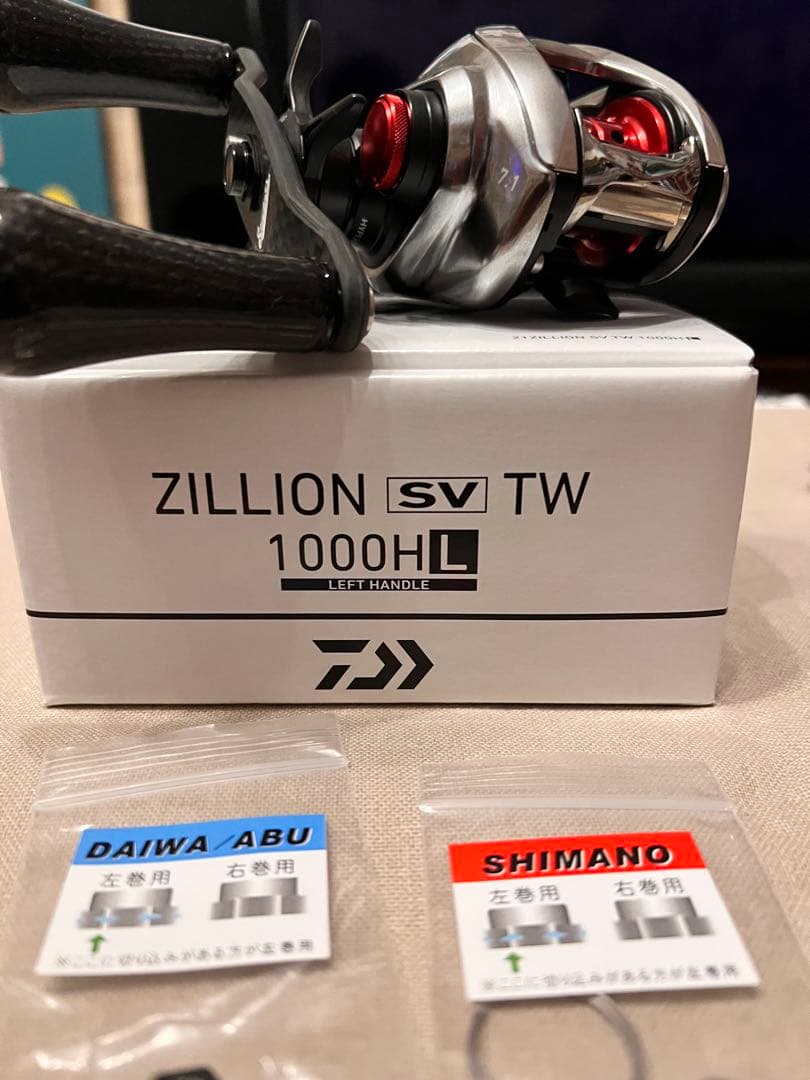 7.1
21ZILLION SV TW 1000HL
ZILLION SV TW
1000HL
LEFT HANDLE
DAIWA/ABU
左巻用 右巻用
※ここに切り込みがある方が左巻用
SHIMANO
左巻用 右巻用
※ここに切り込みがある方が左巻用